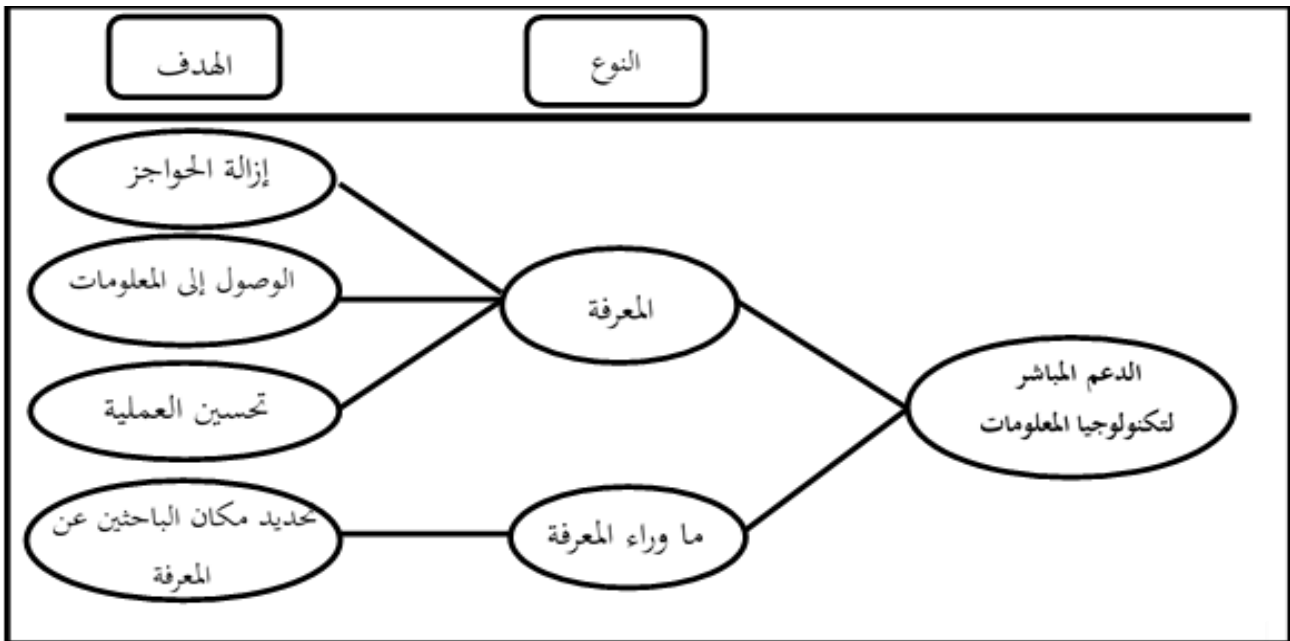 النوع
الهدف
إزالة الحواجز
الوصول إلى المعلومات
المعرفة
الدعم المباشر
لتكنولوجيا المعلومات
تحسين العملية
ما وراء المعرفة
تحديد مكان الباحثين عن
المعرفة